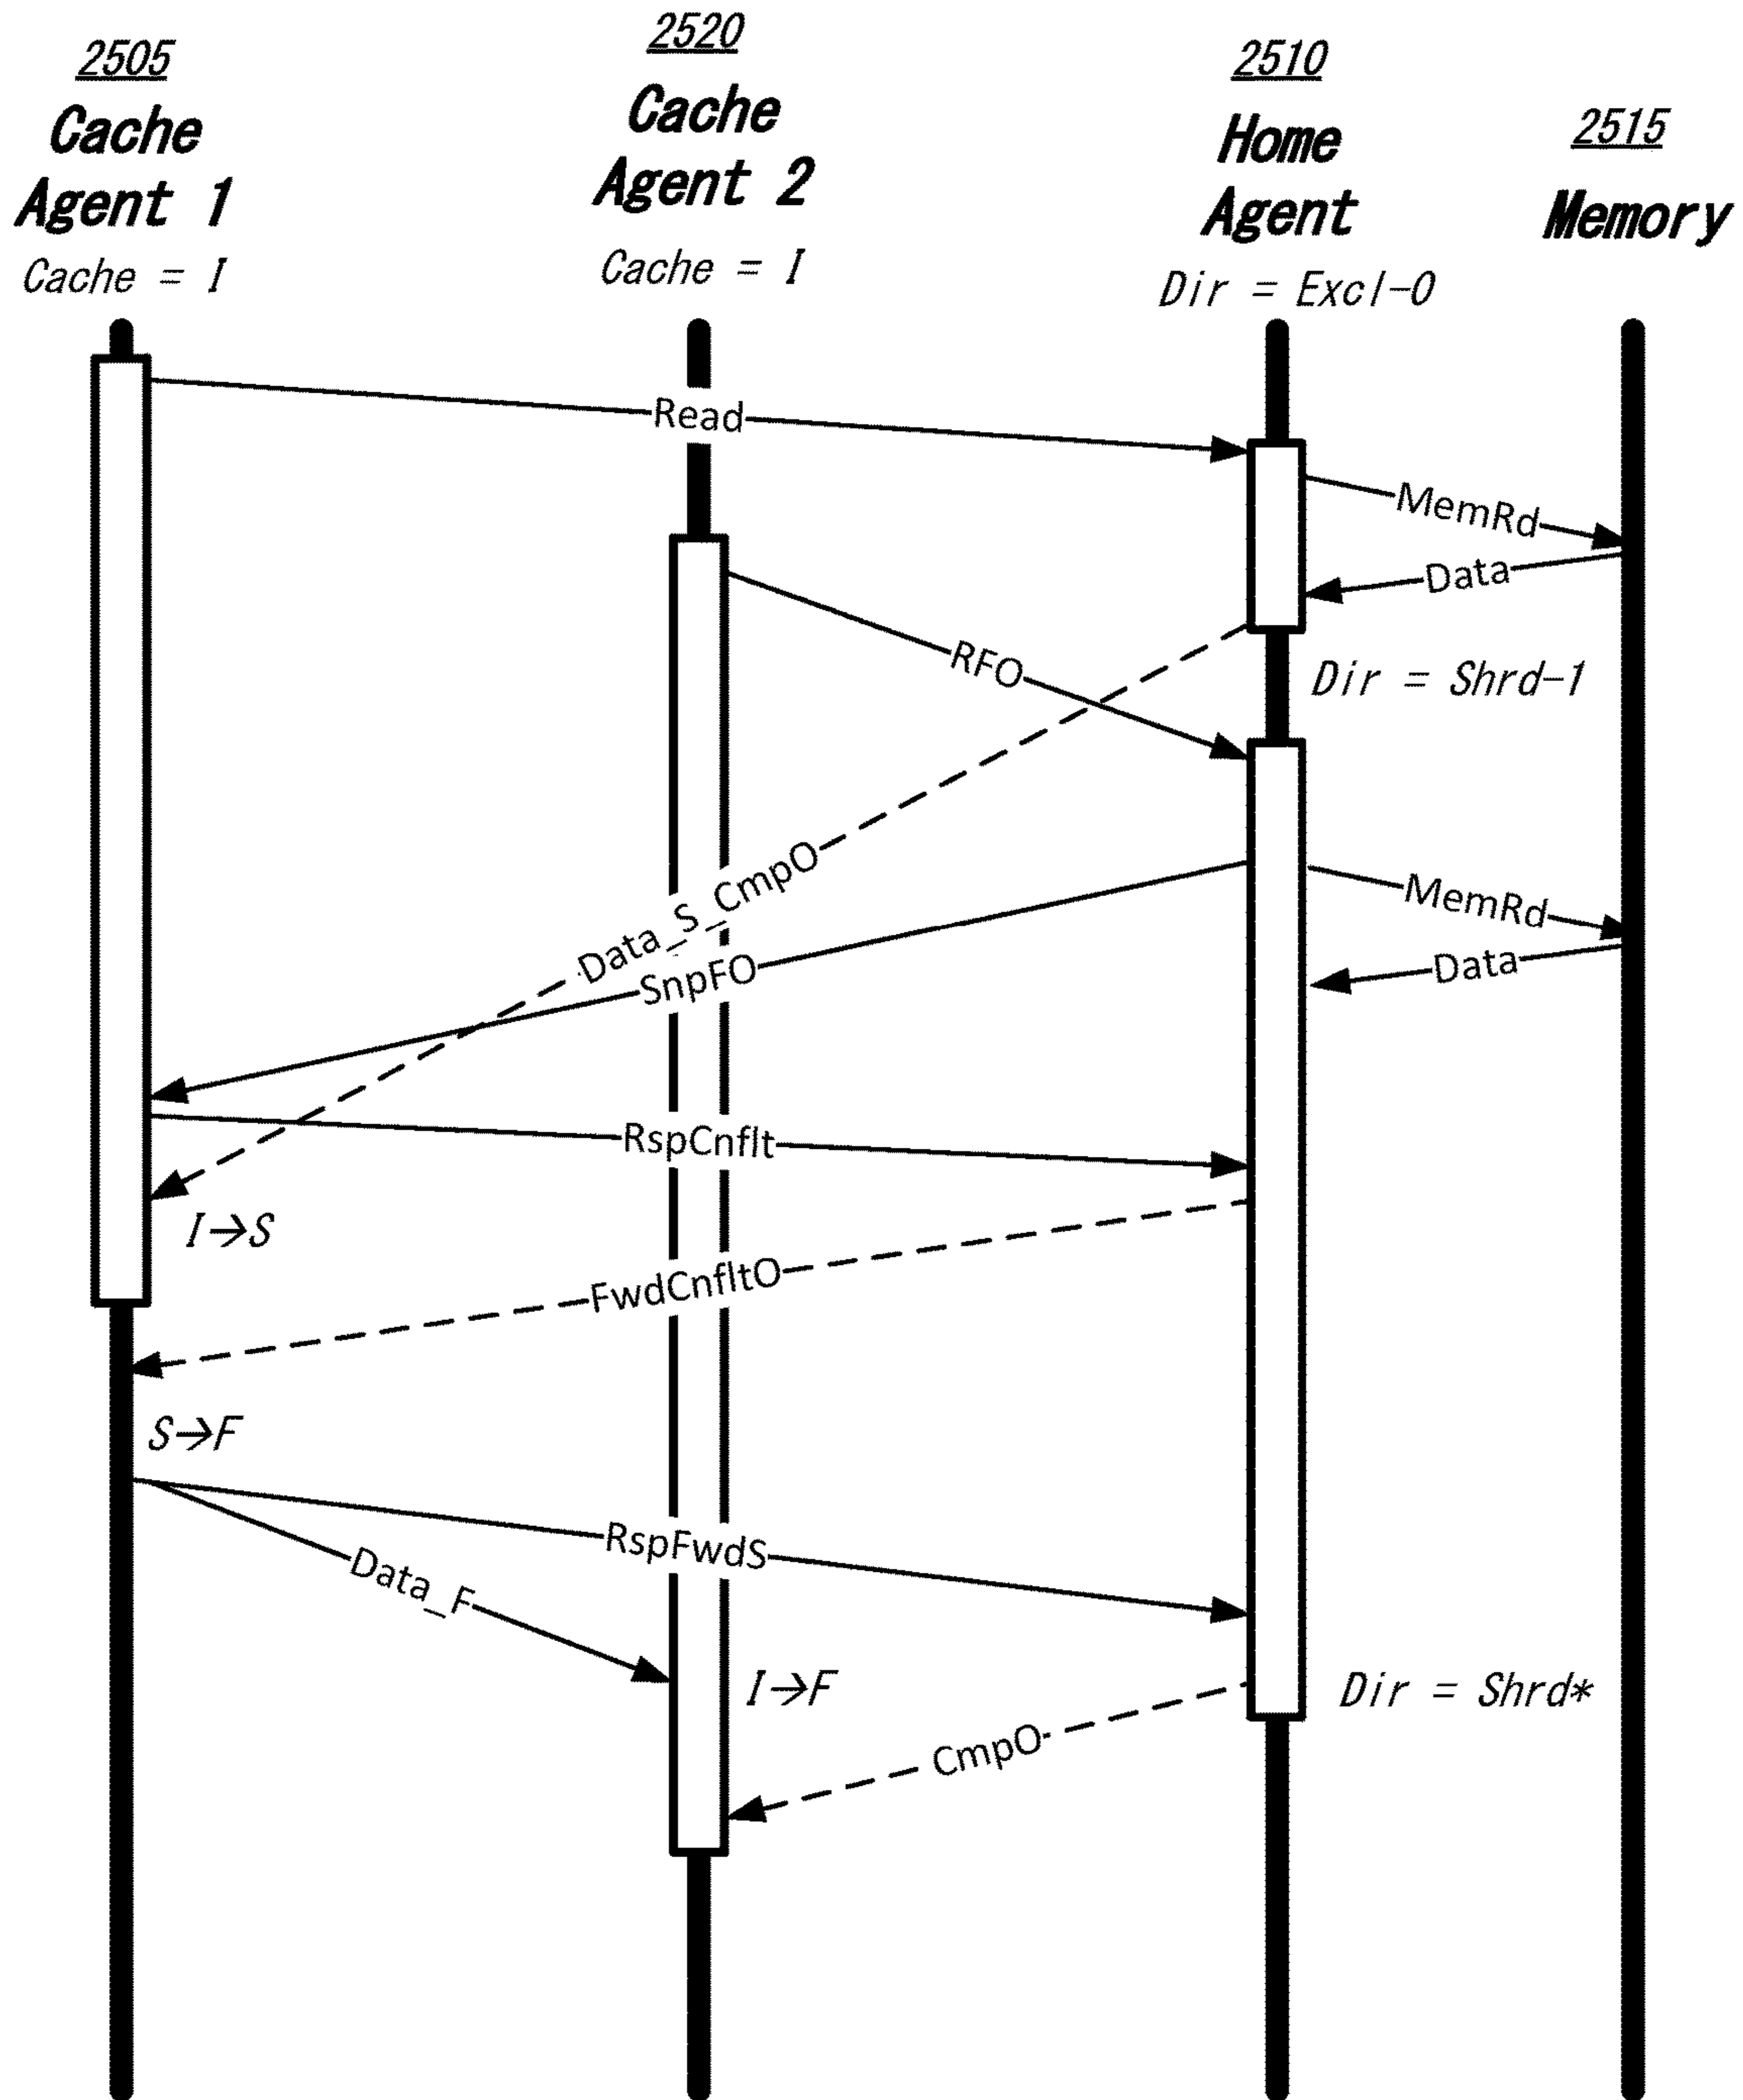 2505
Cache
Agent 1
Cache = I
2520
Cache
Agent 2
Cache = I
2510
Home
Agent
Dir = Excl-0
2515
Memory
Read
MemRd
Data
RFO
Dir = Shrd-1
Data_S_CmpO
MemRd
SnpFO
Data
RspCnflt
I→S
FwdCnfltO
S→F
RspFwdS
Data_F
I→F
Dir = Shrd*
CmpO